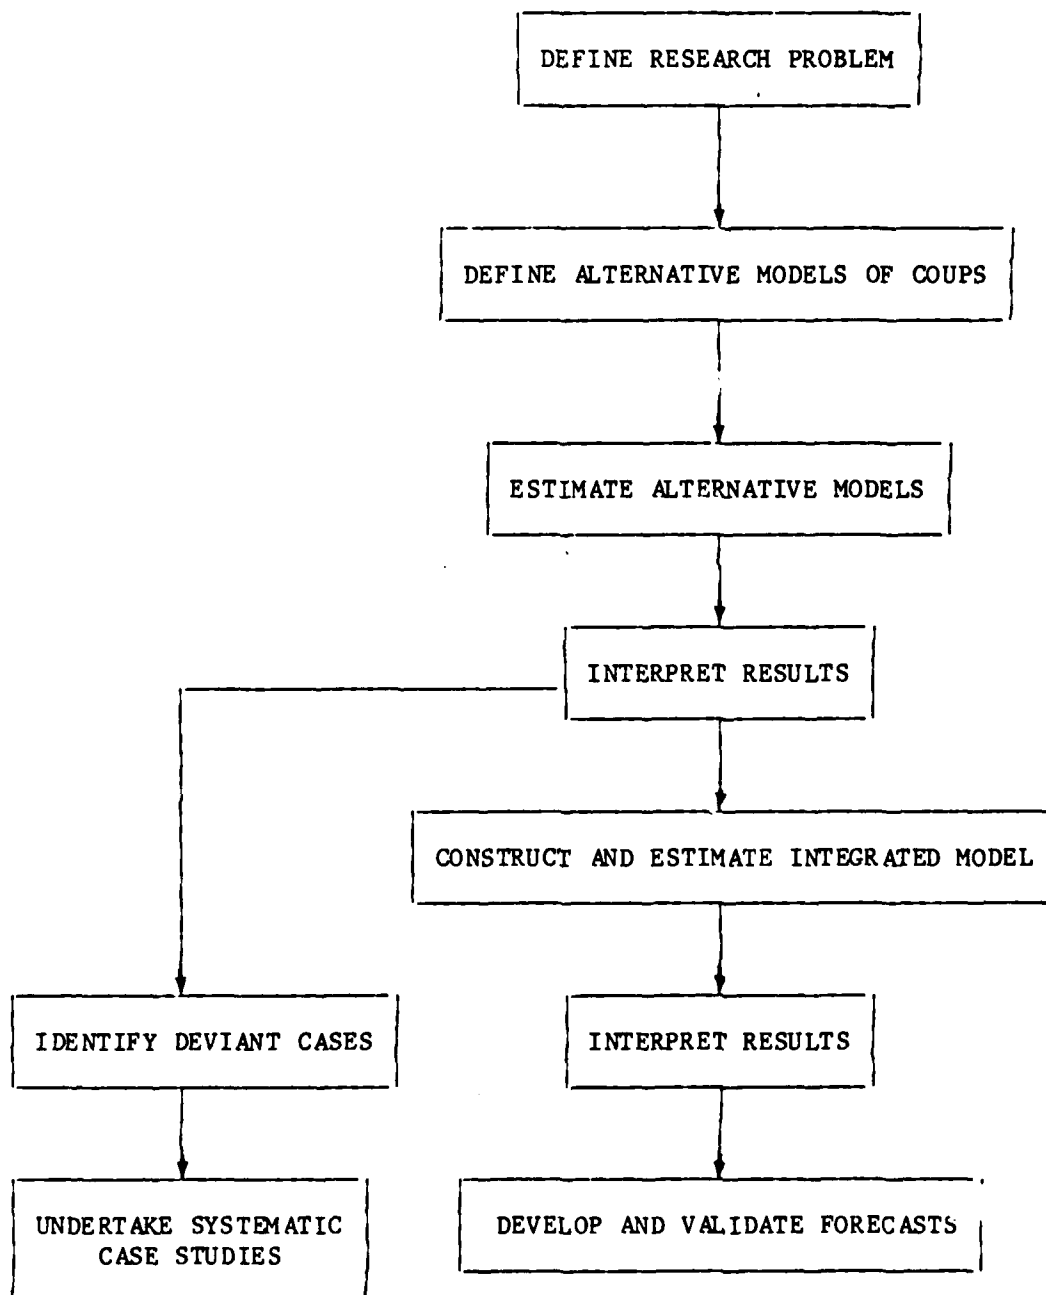 DEFINE RESEARCH PROBLEM
DEFINE ALTERNATIVE MODELS OF COUPS
ESTIMATE ALTERNATIVE MODELS
INTERPRET RESULTS
CONSTRUCT AND ESTIMATE INTEGRATED MODEL
IDENTIFY DEVIANT CASES
INTERPRET RESULTS
UNDERTAKE SYSTEMATIC
CASE STUDIES
DEVELOP AND VALIDATE FORECASTS